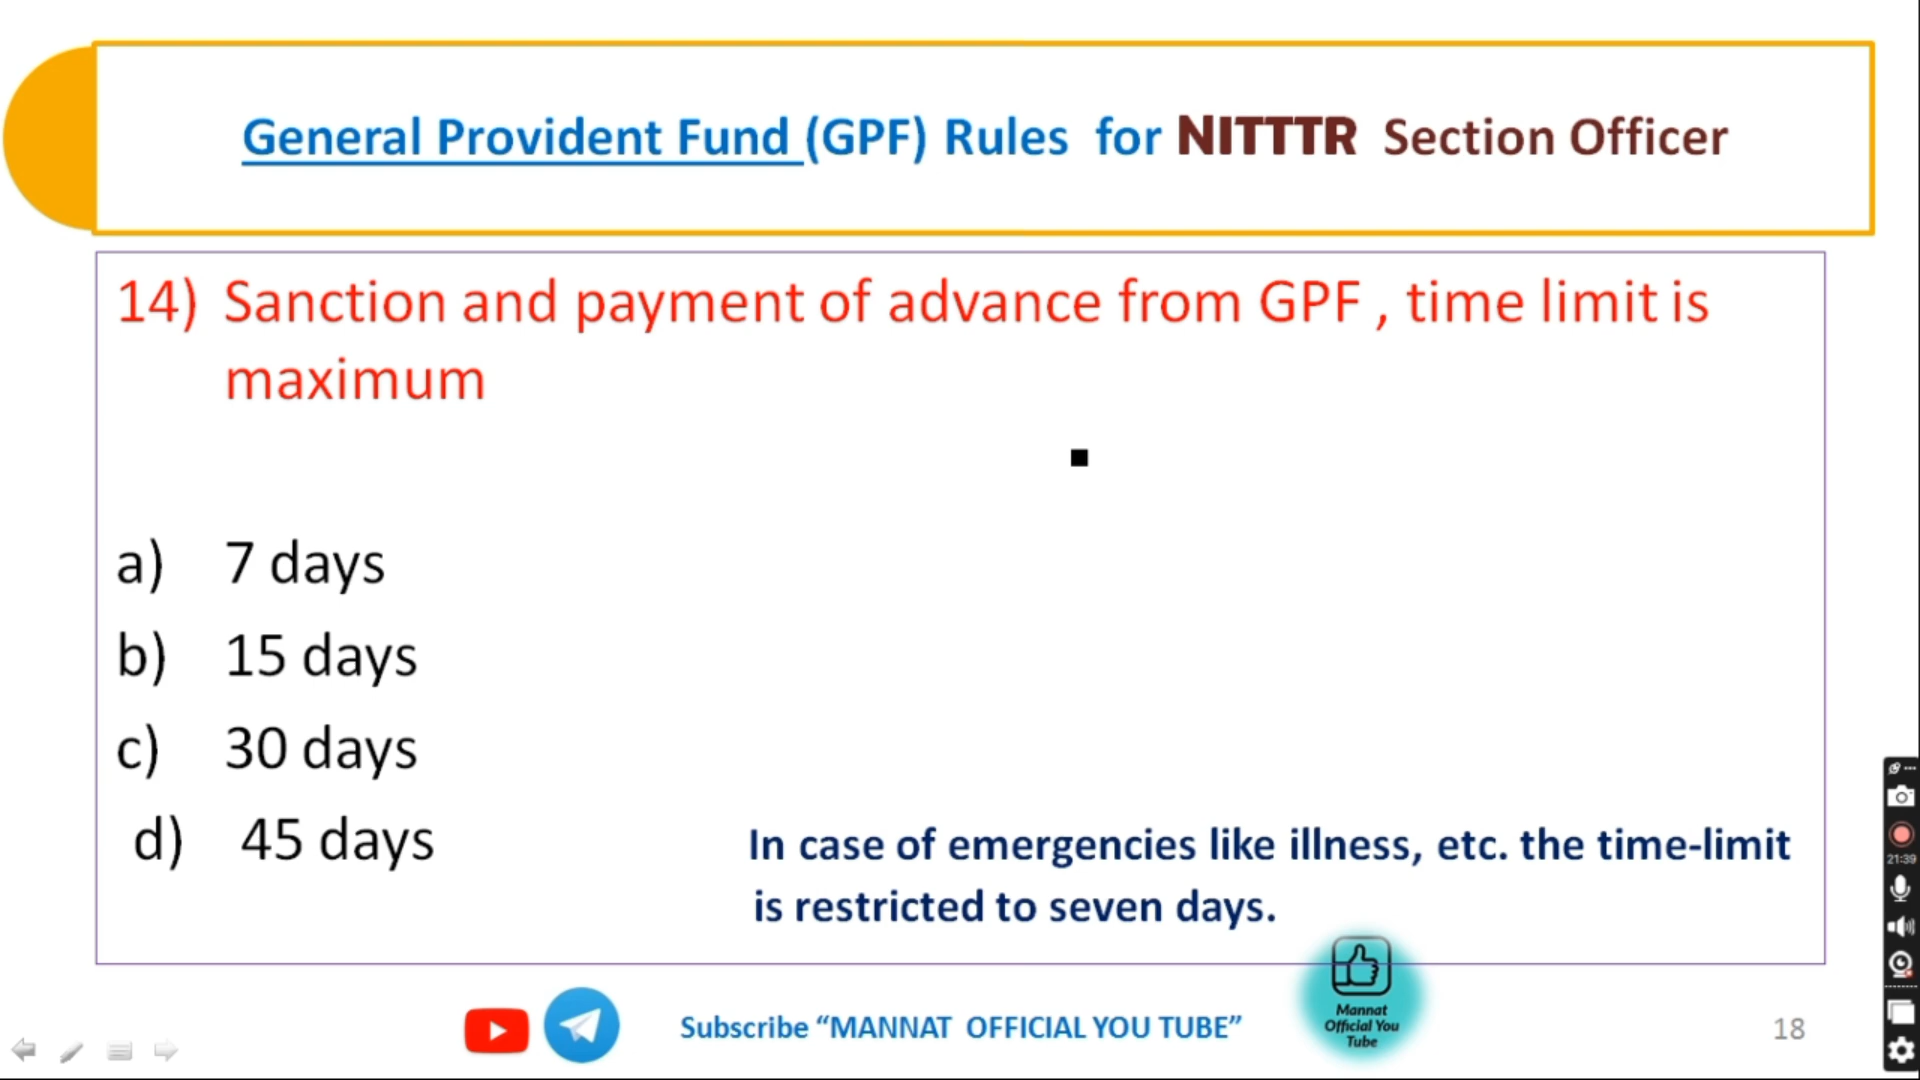 General Provident Fund (GPF) Rules for NITTTR Section Officer
14) Sanction and payment of advance from GPF , time limit is
maximum
a) 7 days
b) 15 days
c) 30 days
d) 45 days
In case of emergencies like illness, etc. the time-limit
is restricted to seven days.
Subscribe “MANNAT OFFICIAL YOU TUBE”
Mannat
Official You
Tube
18
21:39